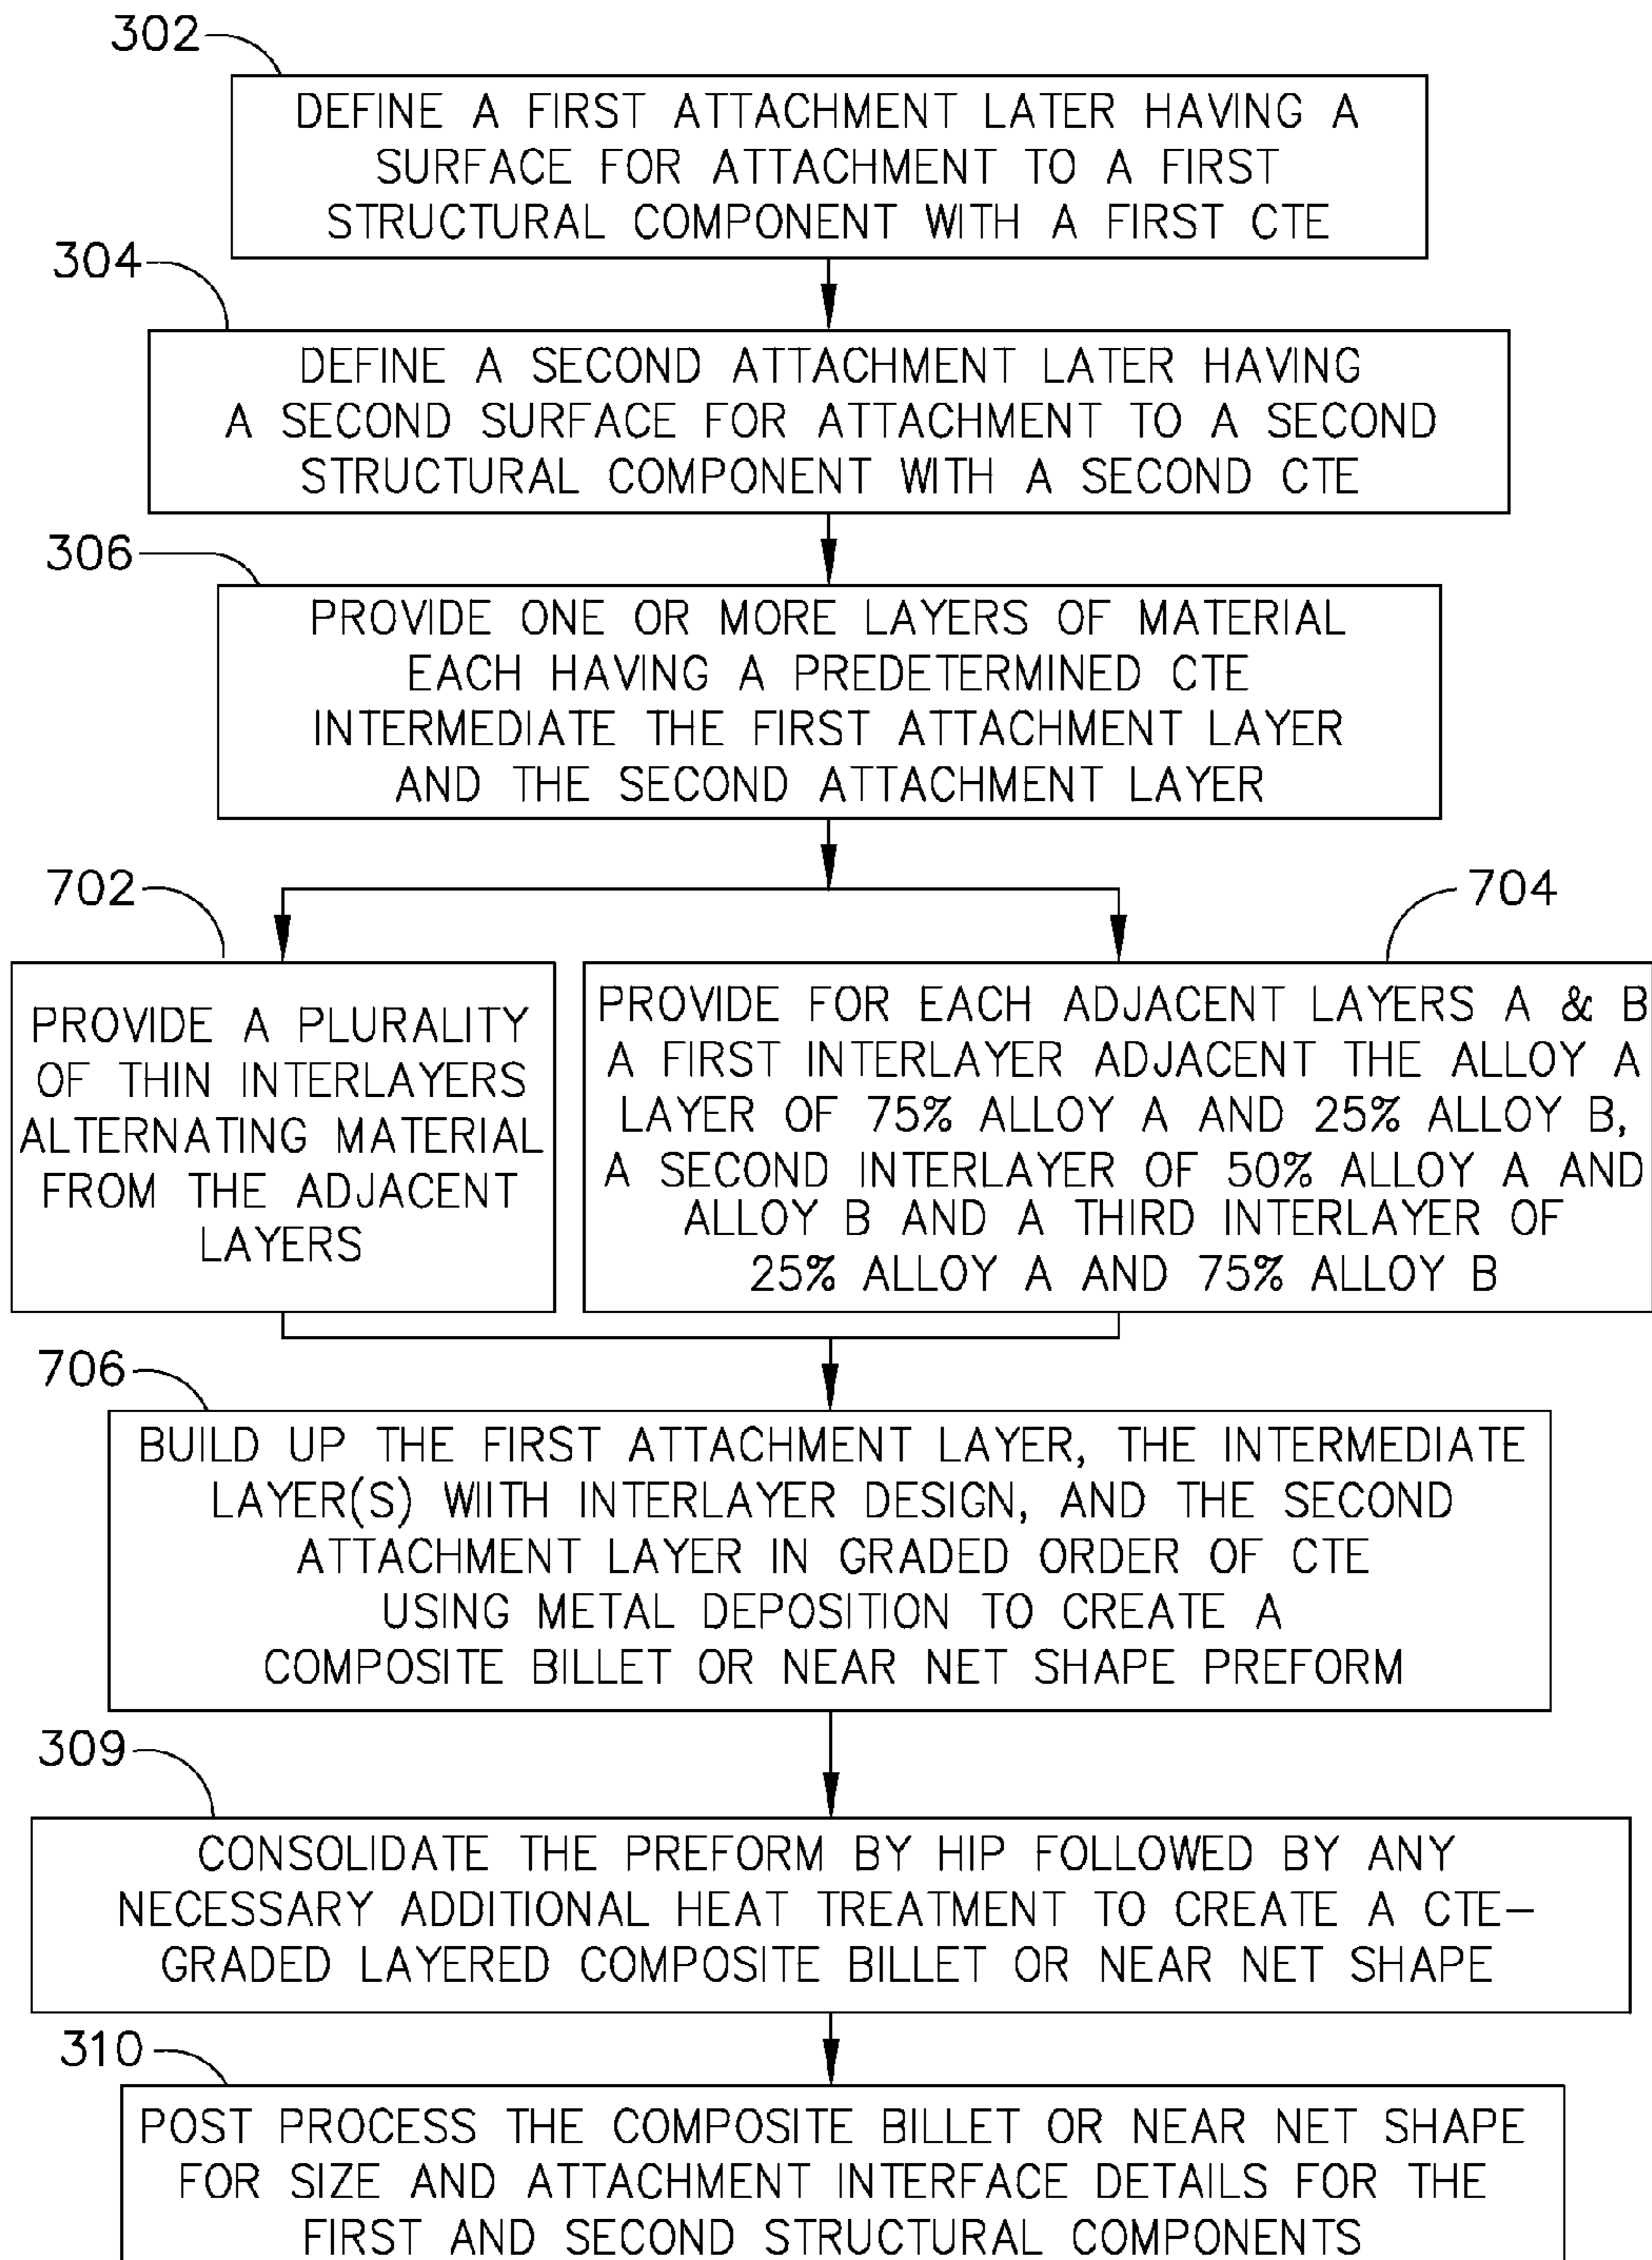 302
DEFINE A FIRST ATTACHMENT LATER HAVING A
SURFACE FOR ATTACHMENT TO A FIRST
STRUCTURAL COMPONENT WITH A FIRST CTE
304
DEFINE A SECOND ATTACHMENT LATER HAVING
A SECOND SURFACE FOR ATTACHMENT TO A SECOND
STRUCTURAL COMPONENT WITH A SECOND CTE
306
PROVIDE ONE OR MORE LAYERS OF MATERIAL
EACH HAVING A PREDETERMINED CTE
INTERMEDIATE THE FIRST ATTACHMENT LAYER
AND THE SECOND ATTACHMENT LAYER
702
PROVIDE A PLURALITY
OF THIN INTERLAYERS
ALTERNATING MATERIAL
FROM THE ADJACENT
LAYERS
704
PROVIDE FOR EACH ADJACENT LAYERS A & B
A FIRST INTERLAYER ADJACENT THE ALLOY A
LAYER OF 75% ALLOY A AND 25% ALLOY B,
A SECOND INTERLAYER OF 50% ALLOY A AND
ALLOY B AND A THIRD INTERLAYER OF
25% ALLOY A AND 75% ALLOY B
706
BUILD UP THE FIRST ATTACHMENT LAYER, THE INTERMEDIATE
LAYER(S) WIITH INTERLAYER DESIGN, AND THE SECOND
ATTACHMENT LAYER IN GRADED ORDER OF CTE
USING METAL DEPOSITION TO CREATE A
COMPOSITE BILLET OR NEAR NET SHAPE PREFORM
309
CONSOLIDATE THE PREFORM BY HIP FOLLOWED BY ANY
NECESSARY ADDITIONAL HEAT TREATMENT TO CREATE A CTE-
GRADED LAYERED COMPOSITE BILLET OR NEAR NET SHAPE
310
POST PROCESS THE COMPOSITE BILLET OR NEAR NET SHAPE
FOR SIZE AND ATTACHMENT INTERFACE DETAILS FOR THE
FIRST AND SECOND STRUCTURAL COMPONENTS